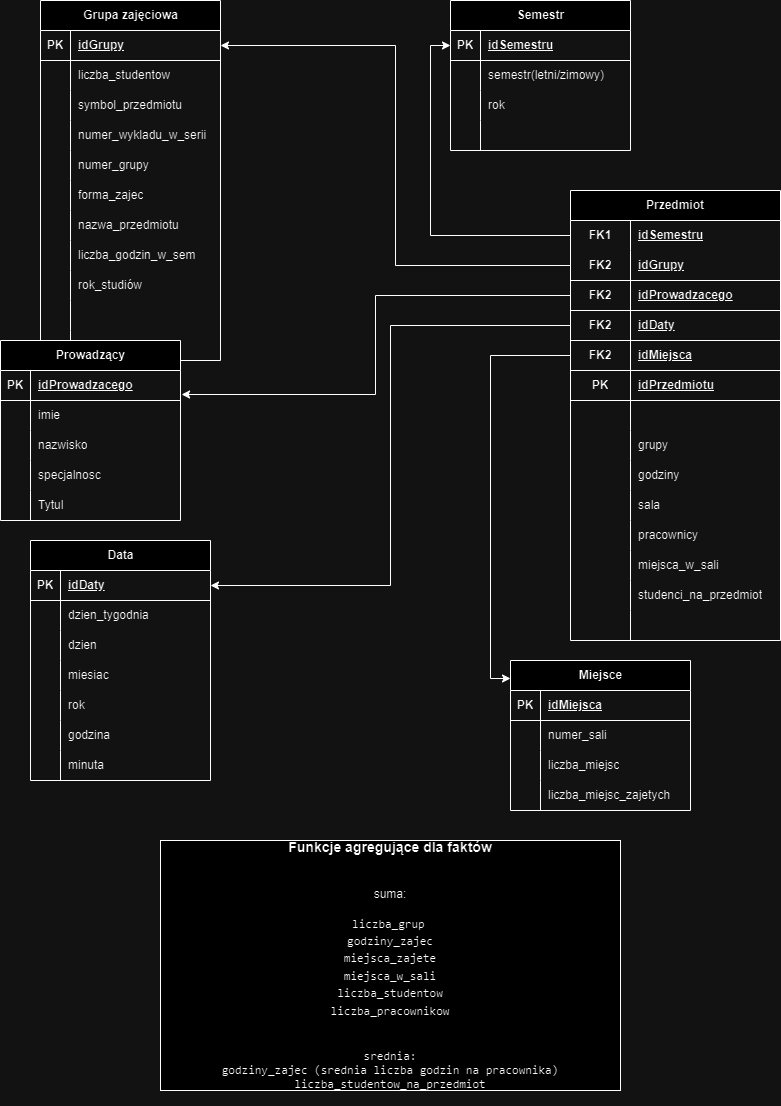 Grupa zajęciowa
PK idGrupy
liczba_studentow
symbol_przedmiotu
numer_wykladu_w_serii
numer_grupy
forma_zajec
nazwa_przedmiotu
liczba_godzin_w_sem
rok_studiów
Semestr
PK idSemestru
semestr(letni/zimowy)
rok
Przedmiot
FK1 idSemestru
FK2 idGrupy
FK2 idProwadzacego
FK2 idDaty
FK2 idMiejsca
PK idPrzedmiotu
grupy
godziny
sala
pracownicy
miejsca_w_sali
studenci_na_przedmiot
Prowadzący
PK idProwadzacego
imie
nazwisko
specjalnosc
Tytul
Data
PK idDaty
dzien_tygodnia
dzien
miesiac
rok
godzina
minuta
Miejsce
PK idMiejsca
numer_sali
liczba_miejsc
liczba_miejsc_zajetych
Funkcje agregujące dla faktów
suma:
liczba_grup
godziny_zajec
miejsca_zajete
miejsca_w_sali
liczba_studentow
liczba_pracownikow
srednia:
godziny_zajec (srednia liczba godzin na pracownika)
liczba_studentow_na_przedmiot